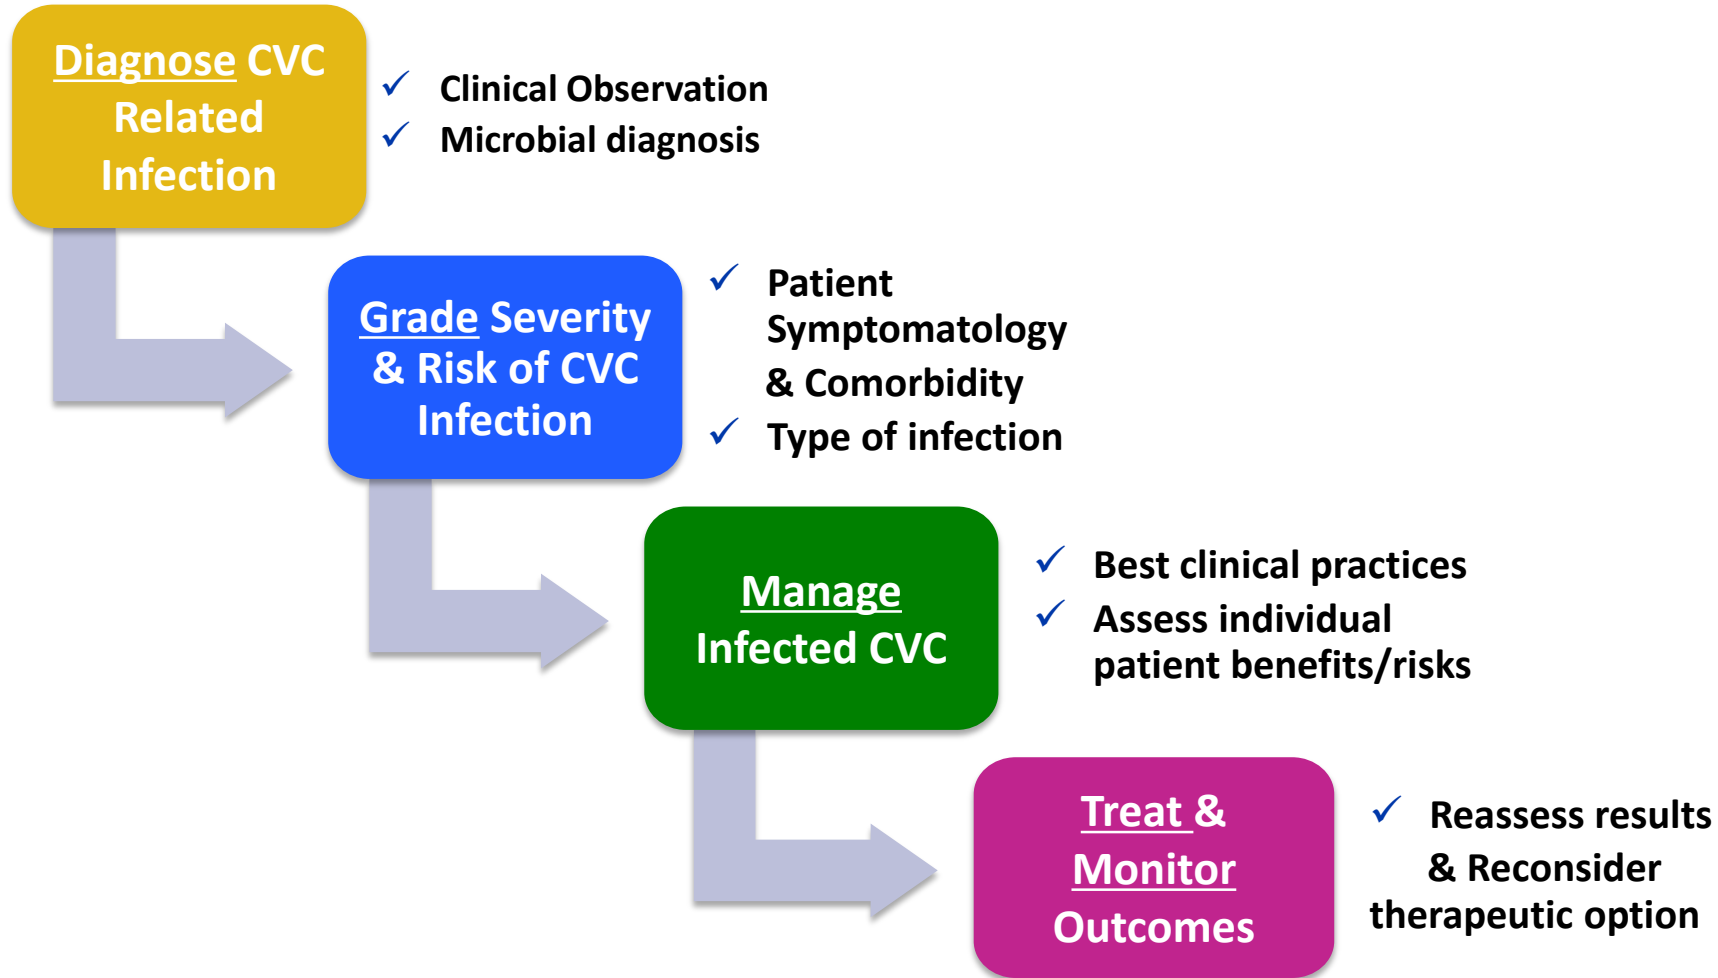 Diagnose CVC
Related
Infection
✓ Clinical Observation
✓ Microbial diagnosis
Grade Severity
& Risk of CVC
Infection
✓ Patient
Symptomatology
& Comorbidity
✓ Type of infection
Manage
Infected CVC
✓ Best clinical practices
✓ Assess individual
patient benefits/risks
Treat &
Monitor
Outcomes
✓ Reassess results
& Reconsider
therapeutic option